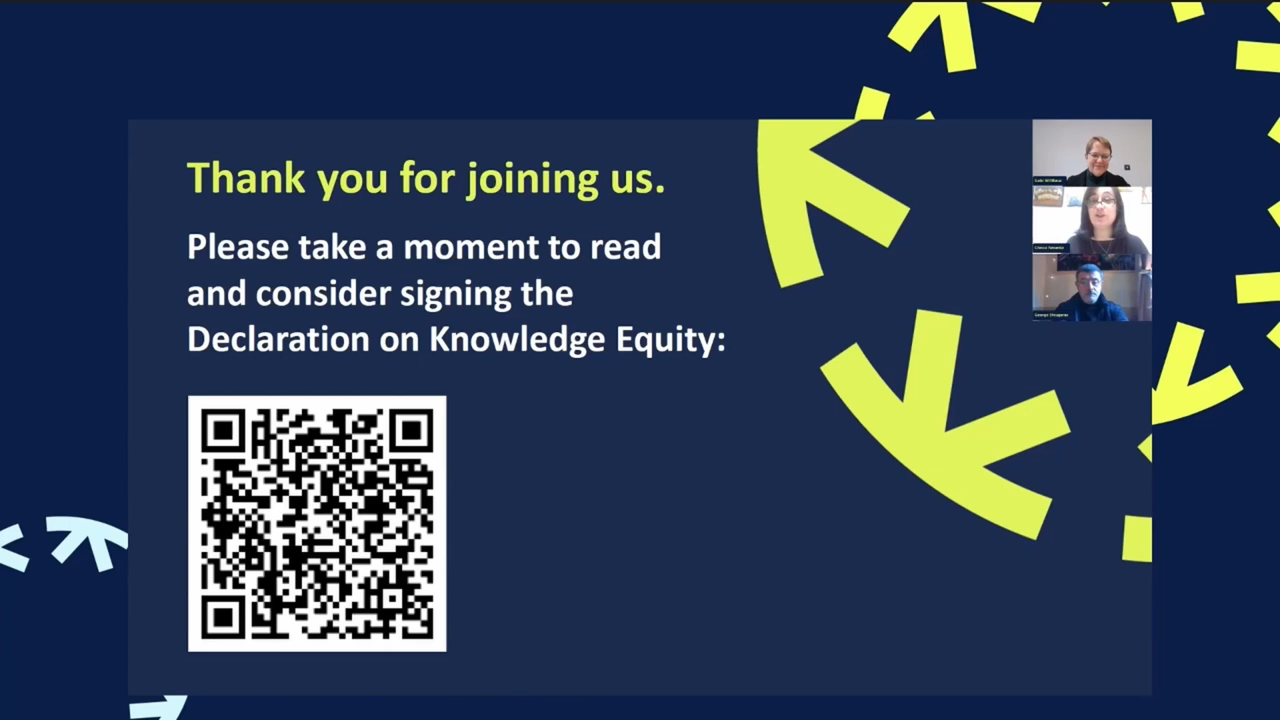 Thank you for joining us.
Please take a moment to read
and consider signing the
Declaration on Knowledge Equity: